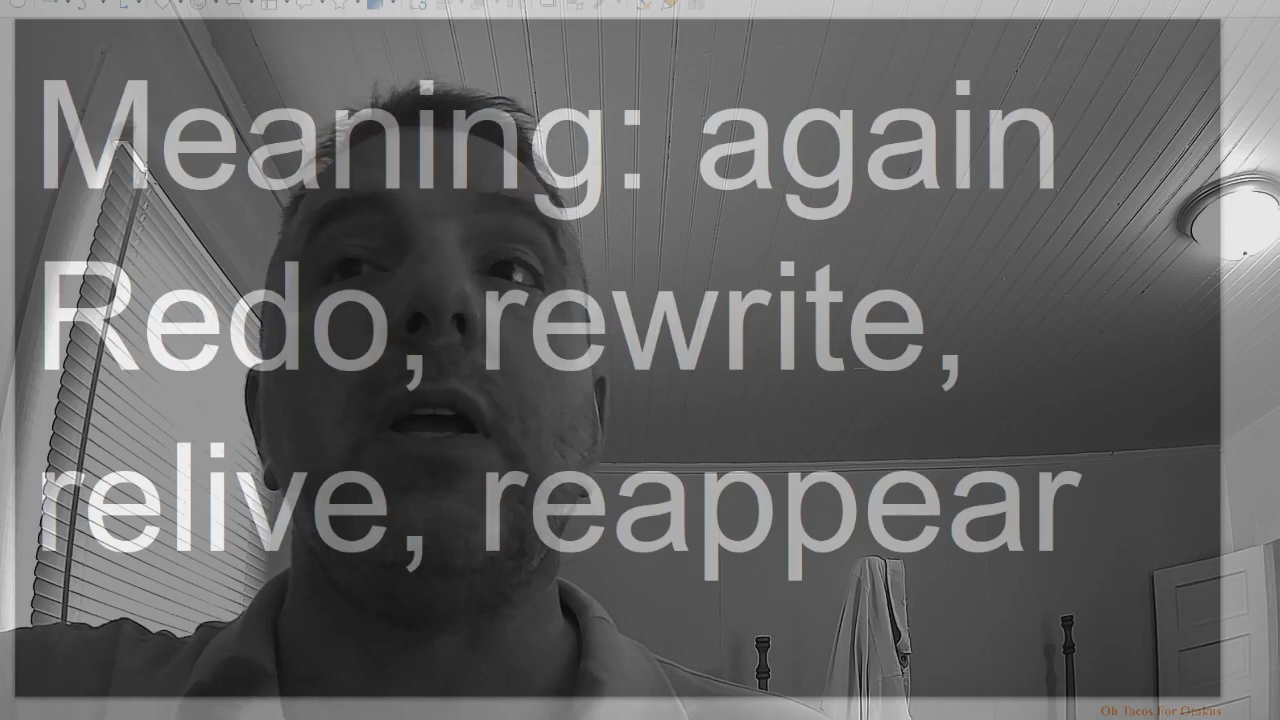 Meaning: again
Redo, rewrite,
relive, reappear
Oh Tacos For Otakus